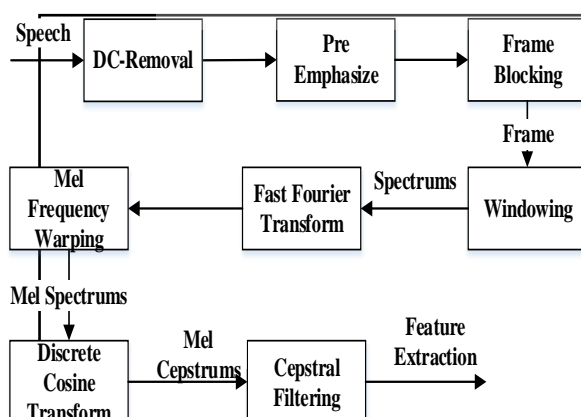 Speech
DC-Removal
Pre
Emphasize
Frame
Blocking
Frame
Windowing
Spectrums
Fast Fourier
Transform
Mel
Frequency
Warping
Mel Spectrums
Discrete
Cosine
Transform
Mel
Cepstrums
Cepstral
Filtering
Feature
Extraction